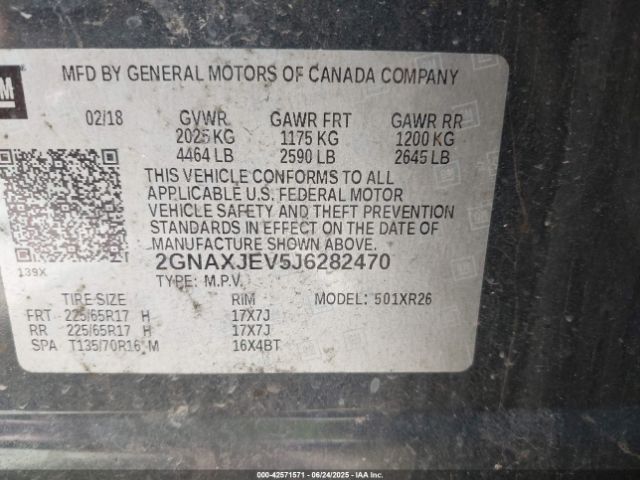 GM
MFD BY GENERAL MOTORS OF CANADA COMPANY
02/18 GVWR GAWR FRT GAWR RR
2025 KG 1175 KG 1200 KG
4464 LB 2590 LB 2645 LB
THIS VEHICLE CONFORMS TO ALL
APPLICABLE U.S. FEDERAL MOTOR
VEHICLE SAFETY AND THEFT PREVENTION
STANDARDS IN EFFECT ON THE DATE OF
MANUFACTURE SHOWN ABOVE.
139X 2GNAXJEV5J6282470
TYPE: M.P.V.
TIRE SIZE RIM MODEL: 501XR26
FRT 225/65R17 H 17X7J
RR 225/65R17 H 17X7J
SPA T135/70R16 M 16X4BT
000-42571571 - 06/24/2025 - IAA Inc.